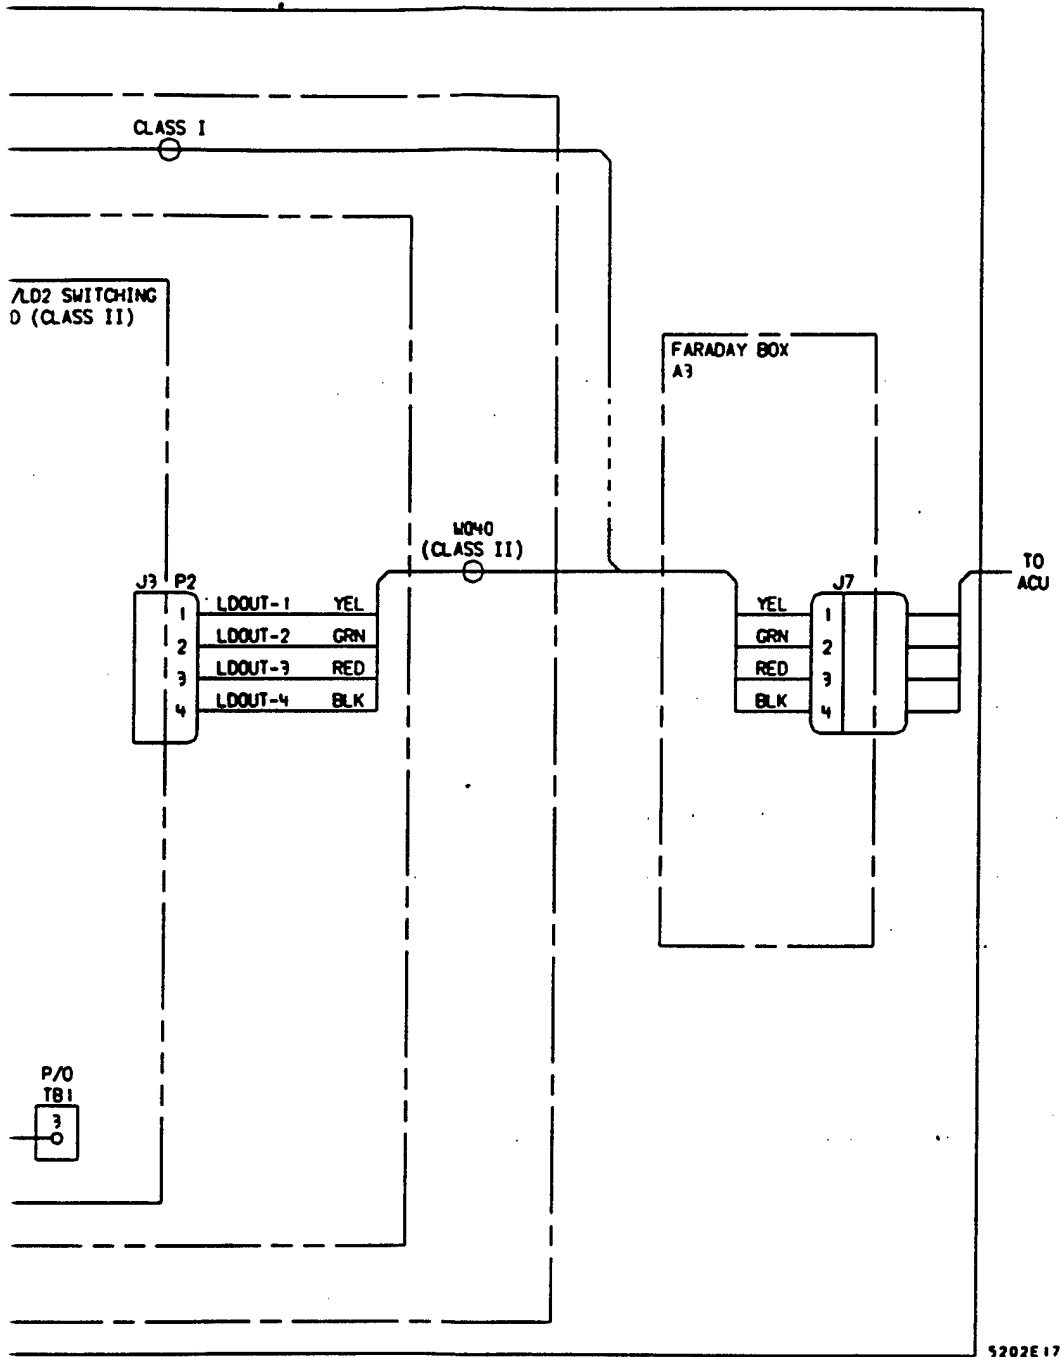 CLASS I
/LD2 SWITCHING
D (CLASS II)
FARADAY BOX
A3
W040
(CLASS II)
TO
ACU
J3 P2
J7
1 LDOUT-1 YEL
2 LDOUT-2 GRN
3 LDOUT-3 RED
4 LDOUT-4 BLK
YEL 1
GRN 2
RED 3
BLK 4
P/O
TB1
3